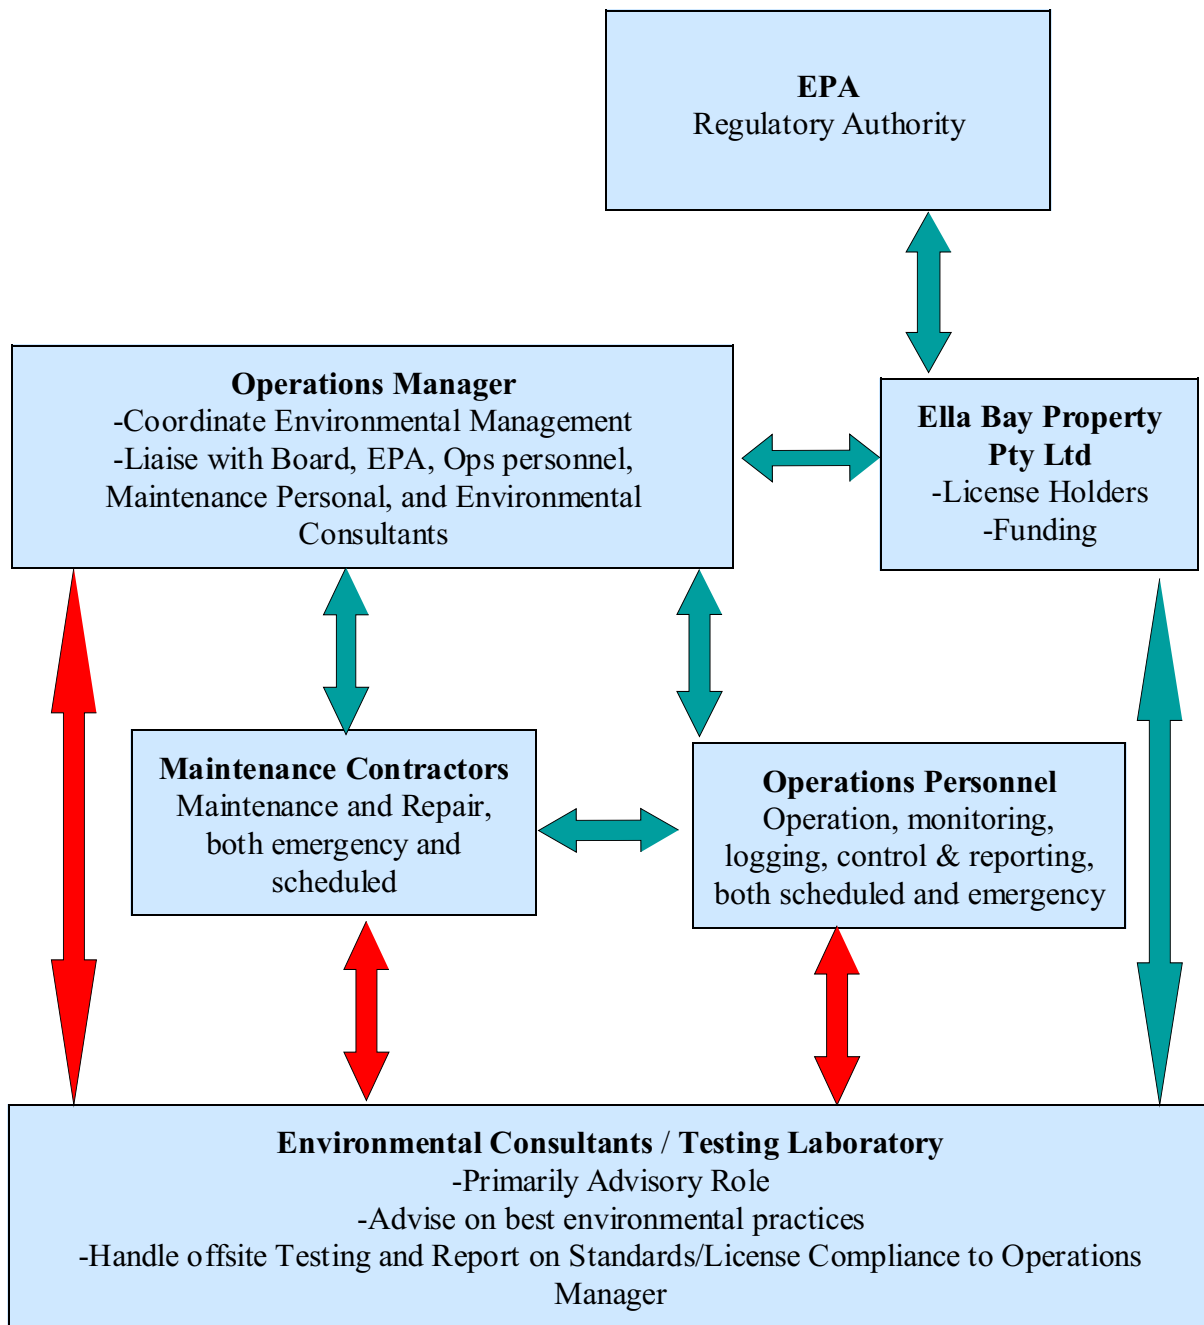 EPA
Regulatory Authority
Operations Manager
-Coordinate Environmental Management
-Liaise with Board, EPA, Ops personnel,
Maintenance Personal, and Environmental
Consultants
Ella Bay Property
Pty Ltd
-License Holders
-Funding
Maintenance Contractors
Maintenance and Repair,
both emergency and
scheduled
Operations Personnel
Operation, monitoring,
logging, control & reporting,
both scheduled and emergency
Environmental Consultants / Testing Laboratory
-Primarily Advisory Role
-Advise on best environmental practices
-Handle offsite Testing and Report on Standards/License Compliance to Operations
Manager